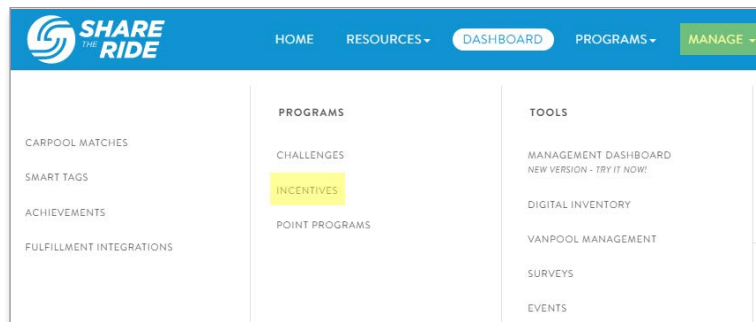 SHARE
THE RIDE
HOME RESOURCES DASHBOARD PROGRAMS MANAGE
CARPOOL MATCHES
SMART TAGS
ACHIEVEMENTS
FULFILLMENT INTEGRATIONS
PROGRAMS
CHALLENGES
INCENTIVES
POINT PROGRAMS
TOOLS
MANAGEMENT DASHBOARD
NEW VERSION - TRY IT NOW!
DIGITAL INVENTORY
VANPOOL MANAGEMENT
SURVEYS
EVENTS